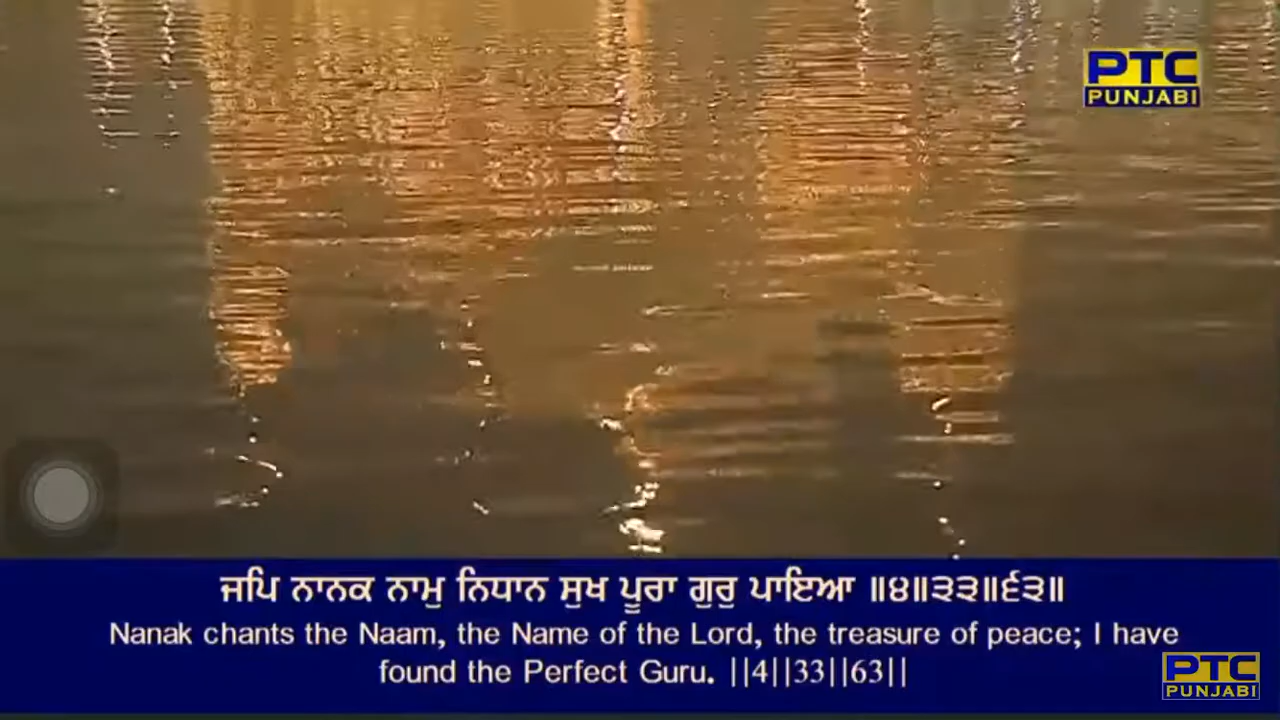 PTC
PUNJABI
ਜਪਿ ਨਾਨਕ ਨਾਮੁ ਨਿਧਾਨ ਸੁਖ ਪੂਰਾ ਗੁਰੁ ਪਾਇਆ ॥੪॥੩੩॥੬੩॥
Nanak chants the Naam, the Name of the Lord, the treasure of peace; I have
found the Perfect Guru. ||4||33||63||
PTC
PUNJABI